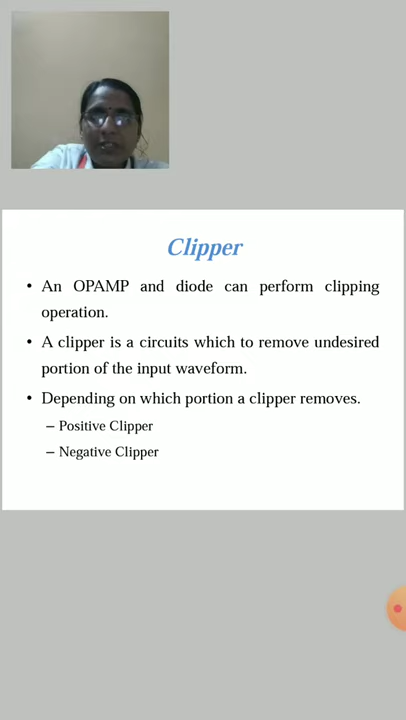 Clipper
• An OPAMP and diode can perform clipping
operation.
• A clipper is a circuits which to remove undesired
portion of the input waveform.
• Depending on which portion a clipper removes.
– Positive Clipper
– Negative Clipper